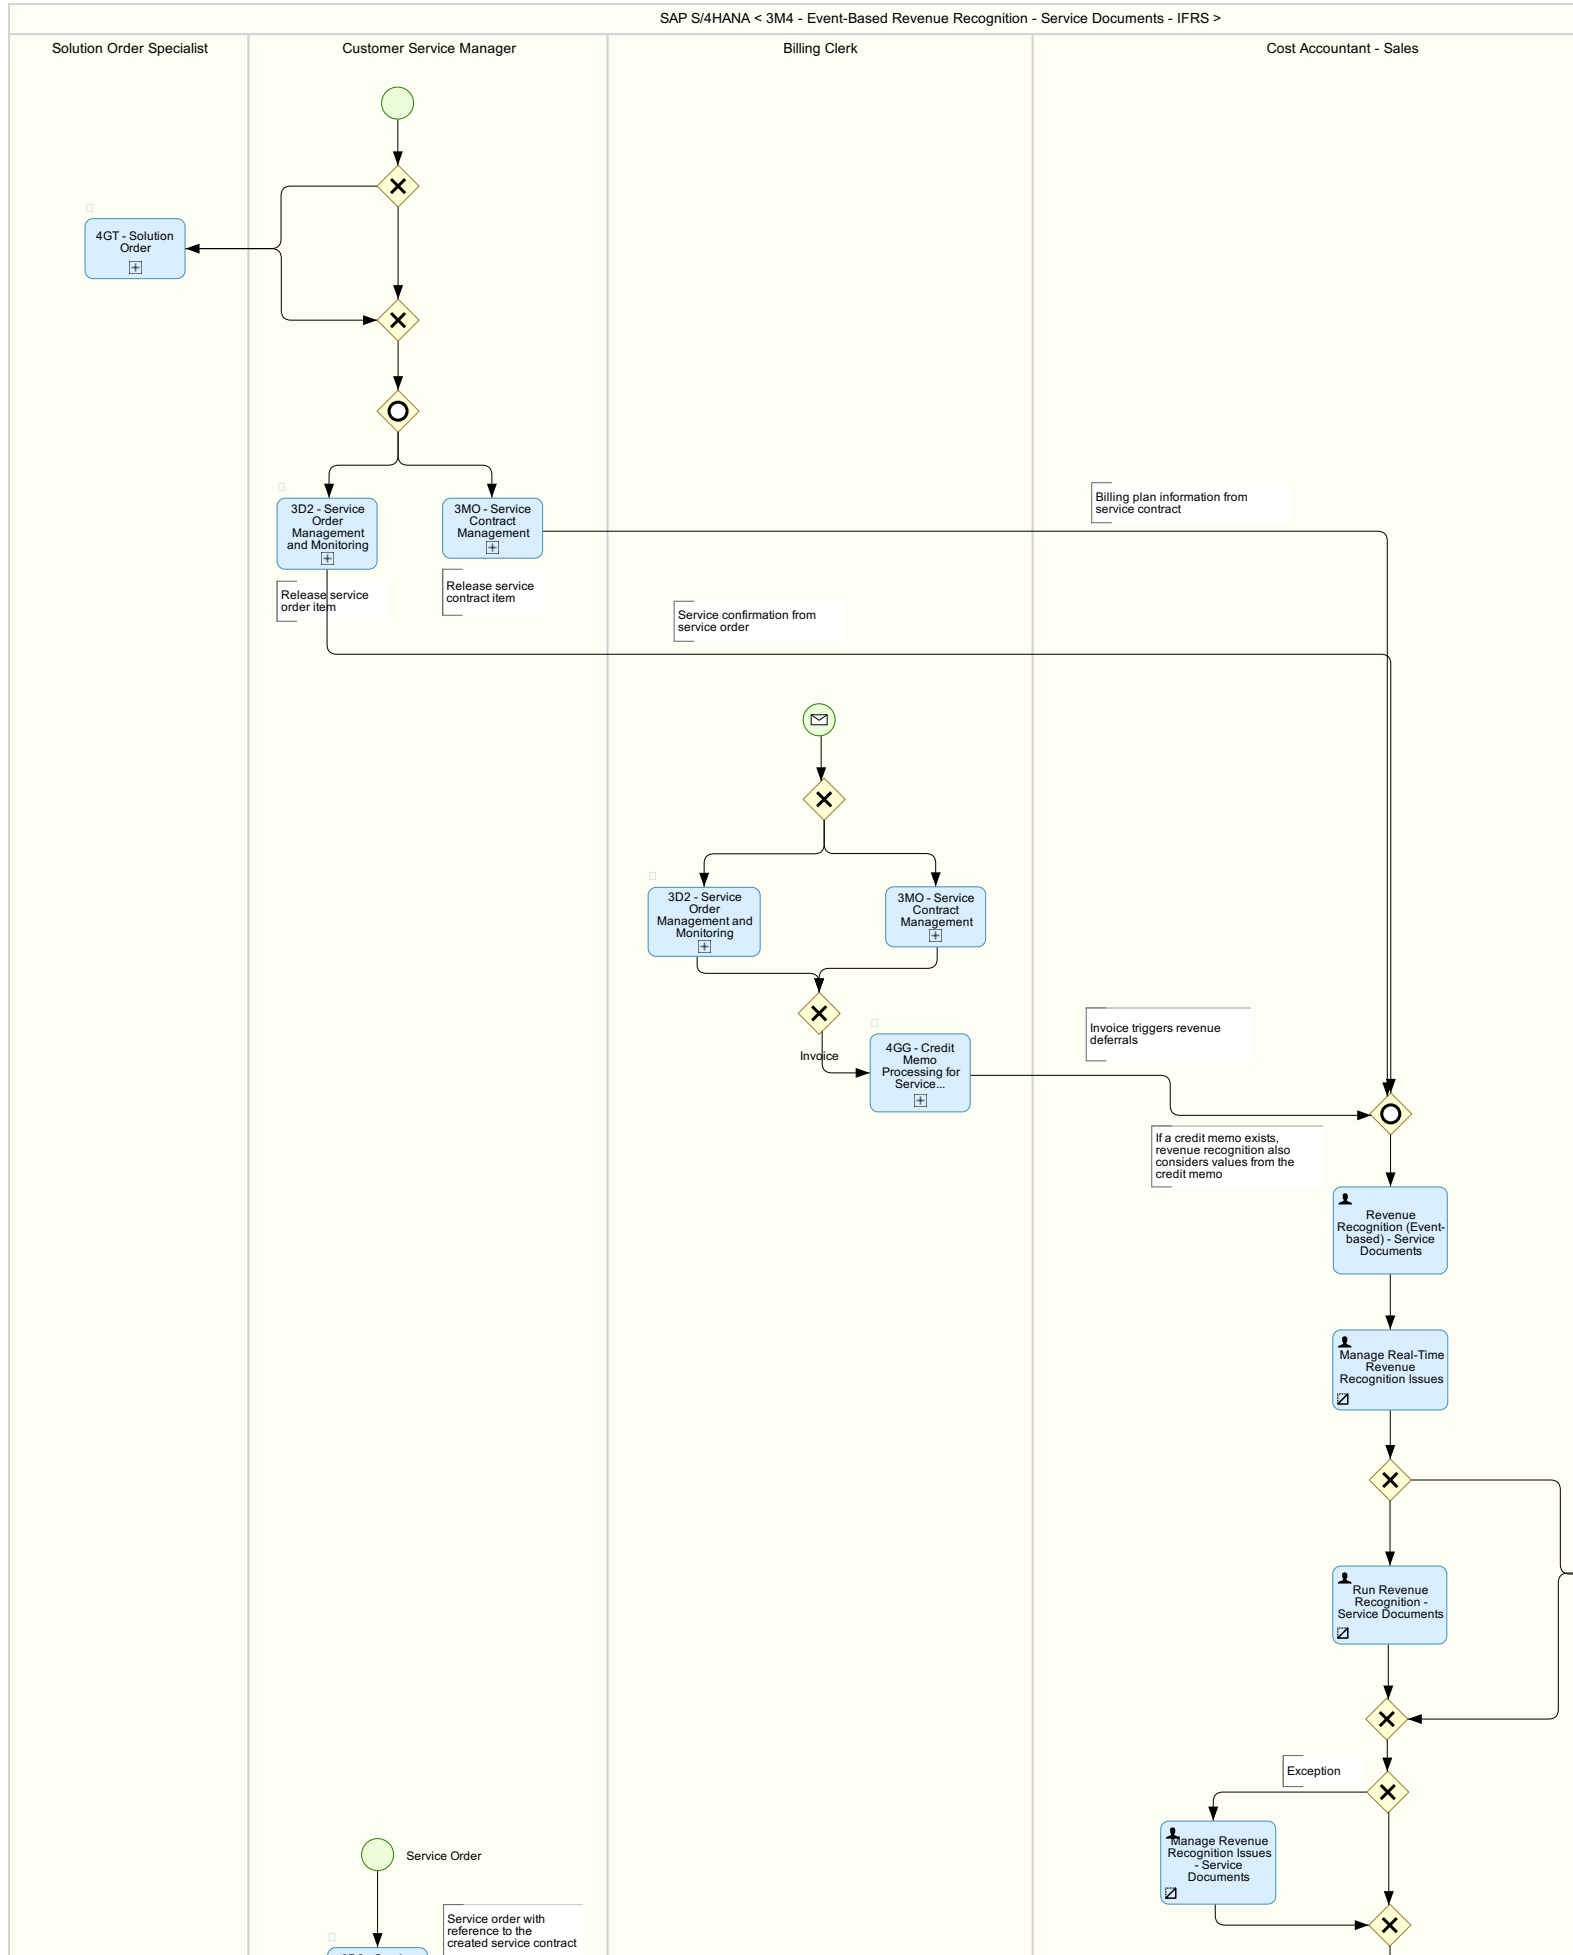 SAP S/4HANA < 3M4 - Event-Based Revenue Recognition - Service Documents - IFRS >
Solution Order Specialist
Customer Service Manager
Billing Clerk
Cost Accountant - Sales
4GT - Solution
Order
3D2 - Service
Order
Management
and Monitoring
3MO - Service
Contract
Management
Release service
order item
Release service
contract item
Billing plan information from
service contract
Service confirmation from
service order
3D2 - Service
Order
Management and
Monitoring
3MO - Service
Contract
Management
Invoice
4GG - Credit
Memo
Processing for
Service...
Invoice triggers revenue
deferrals
If a credit memo exists,
revenue recognition also
considers values from the
credit memo
Revenue
Recognition (Event-
based) - Service
Documents
Manage Real-Time
Revenue
Recognition Issues
Run Revenue
Recognition -
Service Documents
Exception
Manage Revenue
Recognition Issues
- Service
Documents
Service Order
Service order with
reference to the
created service contract